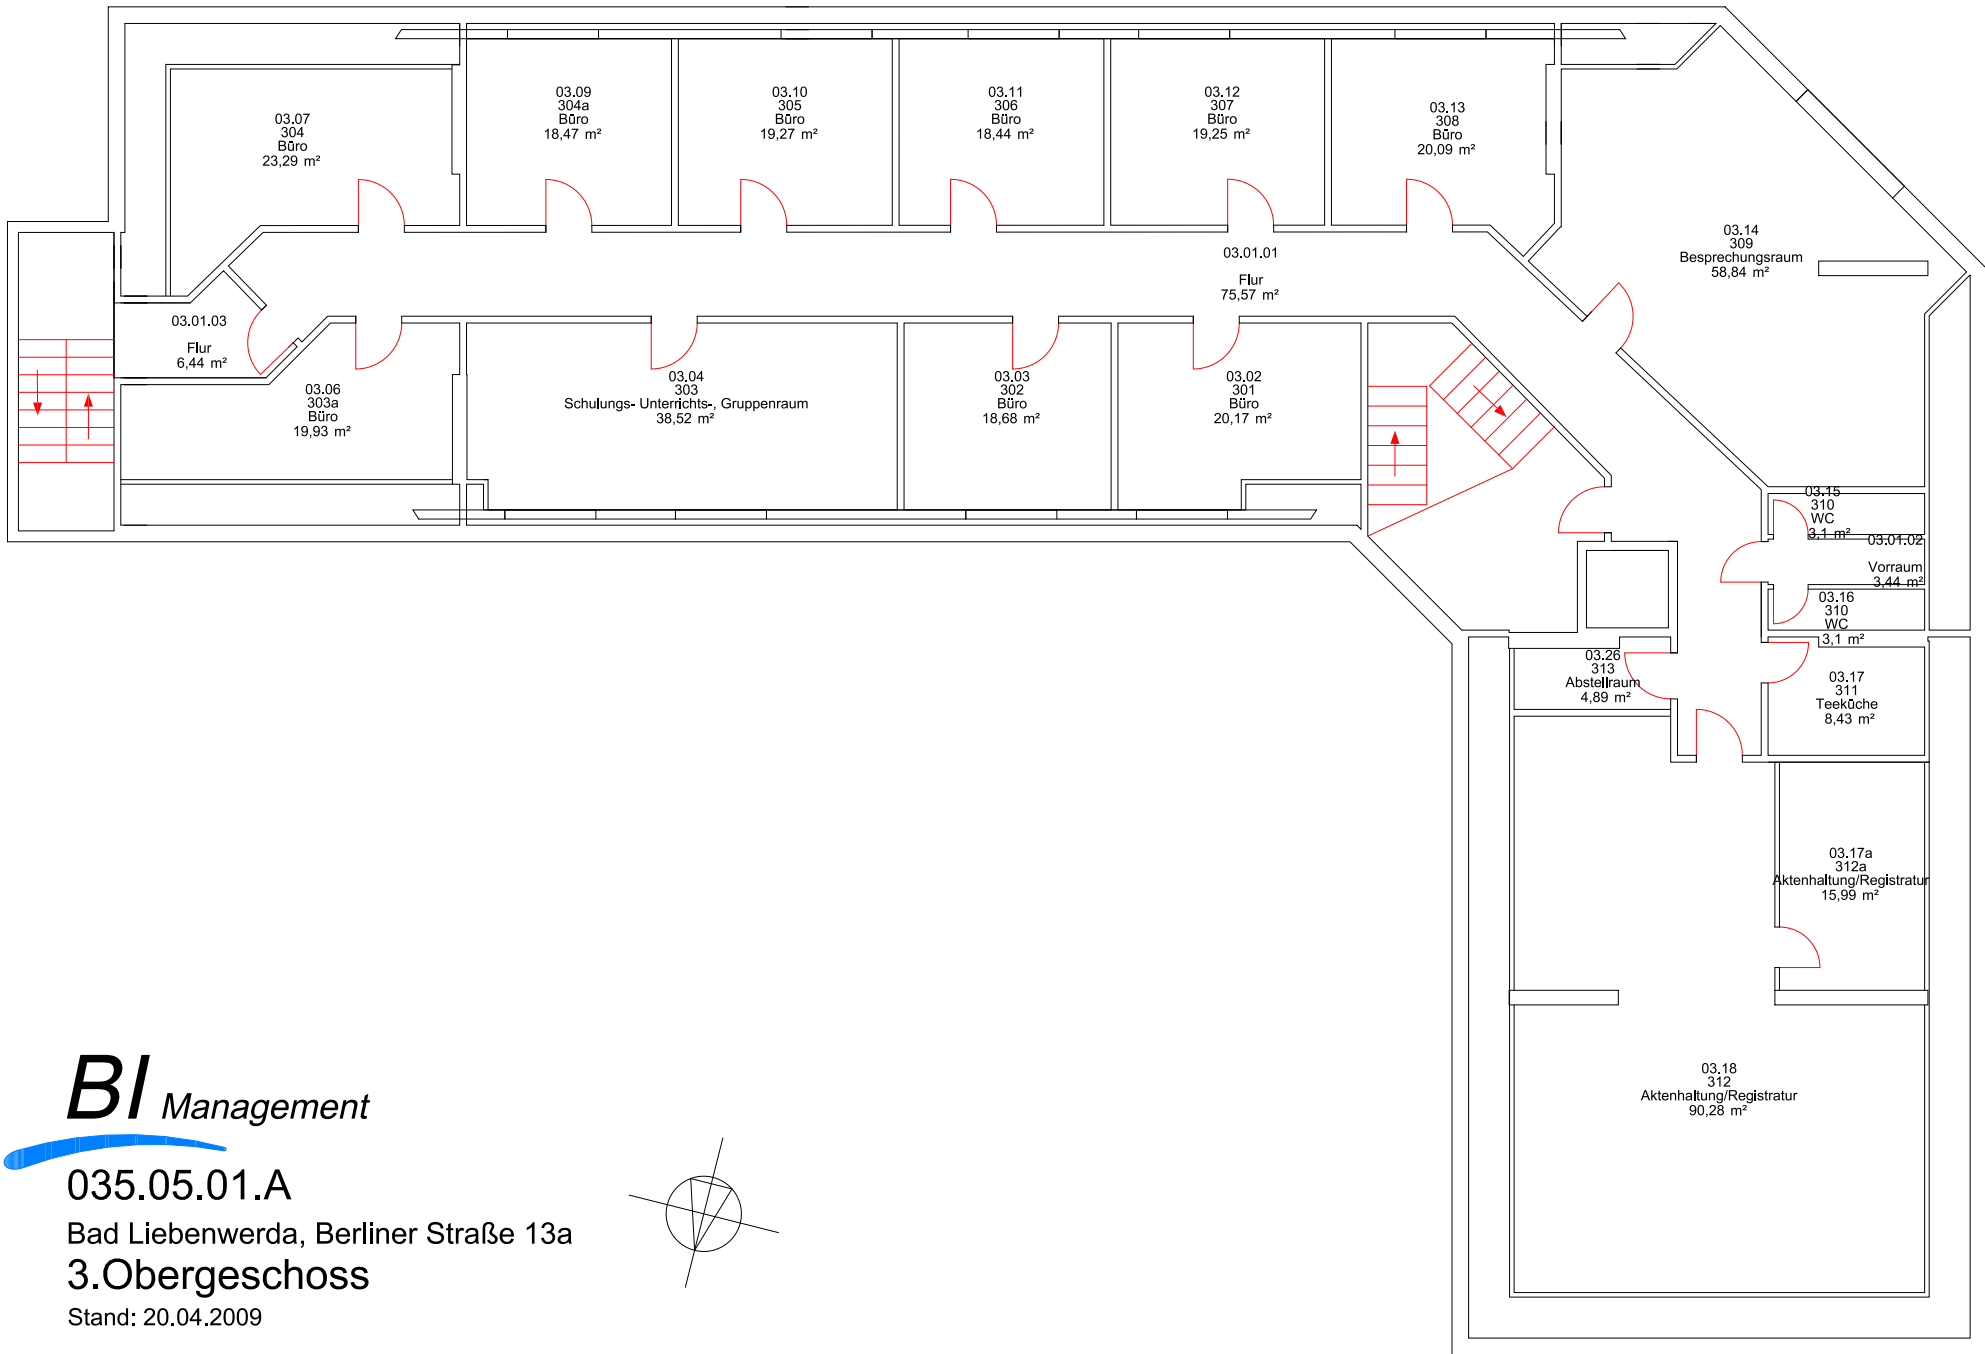 03.07
304
Büro
23,29 m²
03.09
304a
Büro
18,47 m²
03.10
305
Büro
19,27 m²
03.11
306
Büro
18,44 m²
03.12
307
Büro
19,25 m²
03.13
308
Büro
20,09 m²
03.14
309
Besprechungsraum
58,84 m²
03.01.01
Flur
75,57 m²
03.01.03
Flur
6,44 m²
03.06
303a
Büro
19,93 m²
03.04
303
Schulungs- Unterrichts-, Gruppenraum
38,52 m²
03.03
302
Büro
18,68 m²
03.02
301
Büro
20,17 m²
03.15
310
WC
3,1 m²
03.01.02
Vorraum
3,44 m²
03.16
310
WC
3,1 m²
03.26
313
Abstellraum
4,89 m²
03.17
311
Teeküche
8,43 m²
03.17a
312a
Aktenhaltung/Registratur
15,99 m²
03.18
312
Aktenhaltung/Registratur
90,28 m²
BI Management
035.05.01.A
Bad Liebenwerda, Berliner Straße 13a
3.Obergeschoss
Stand: 20.04.2009